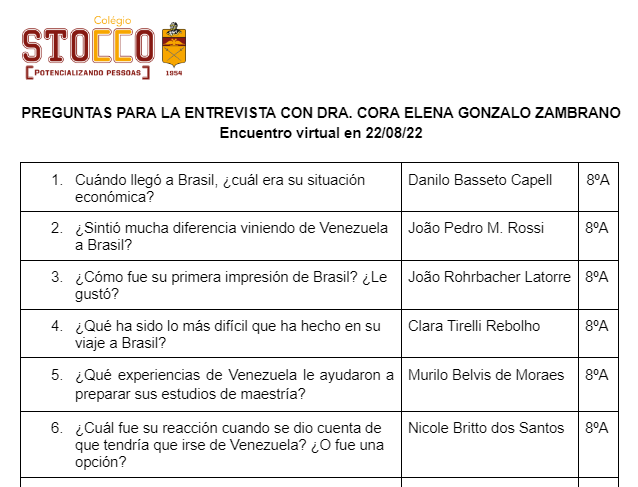 Colégio
STOCCO
[POTENCIALIZANDO PESSOAS]
1954
PREGUNTAS PARA LA ENTREVISTA CON DRA. CORA ELENA GONZALO ZAMBRANO
Encuentro virtual en 22/08/22
1. Cuándo llegó a Brasil, ¿cuál era su situación económica? Danilo Basseto Capell 8ºA
2. ¿Sintió mucha diferencia viniendo de Venezuela a Brasil? João Pedro M. Rossi 8ºA
3. ¿Cómo fue su primera impresión de Brasil? ¿Le gustó? João Rohrbacher Latorre 8ºA
4. ¿Qué ha sido lo más difícil que ha hecho en su viaje a Brasil? Clara Tirelli Rebolho 8ºA
5. ¿Qué experiencias de Venezuela le ayudaron a preparar sus estudios de maestría? Murilo Belvis de Moraes 8ºA
6. ¿Cuál fue su reacción cuando se dio cuenta de que tendría que irse de Venezuela? ¿O fue una opción? Nicole Britto dos Santos 8ºA